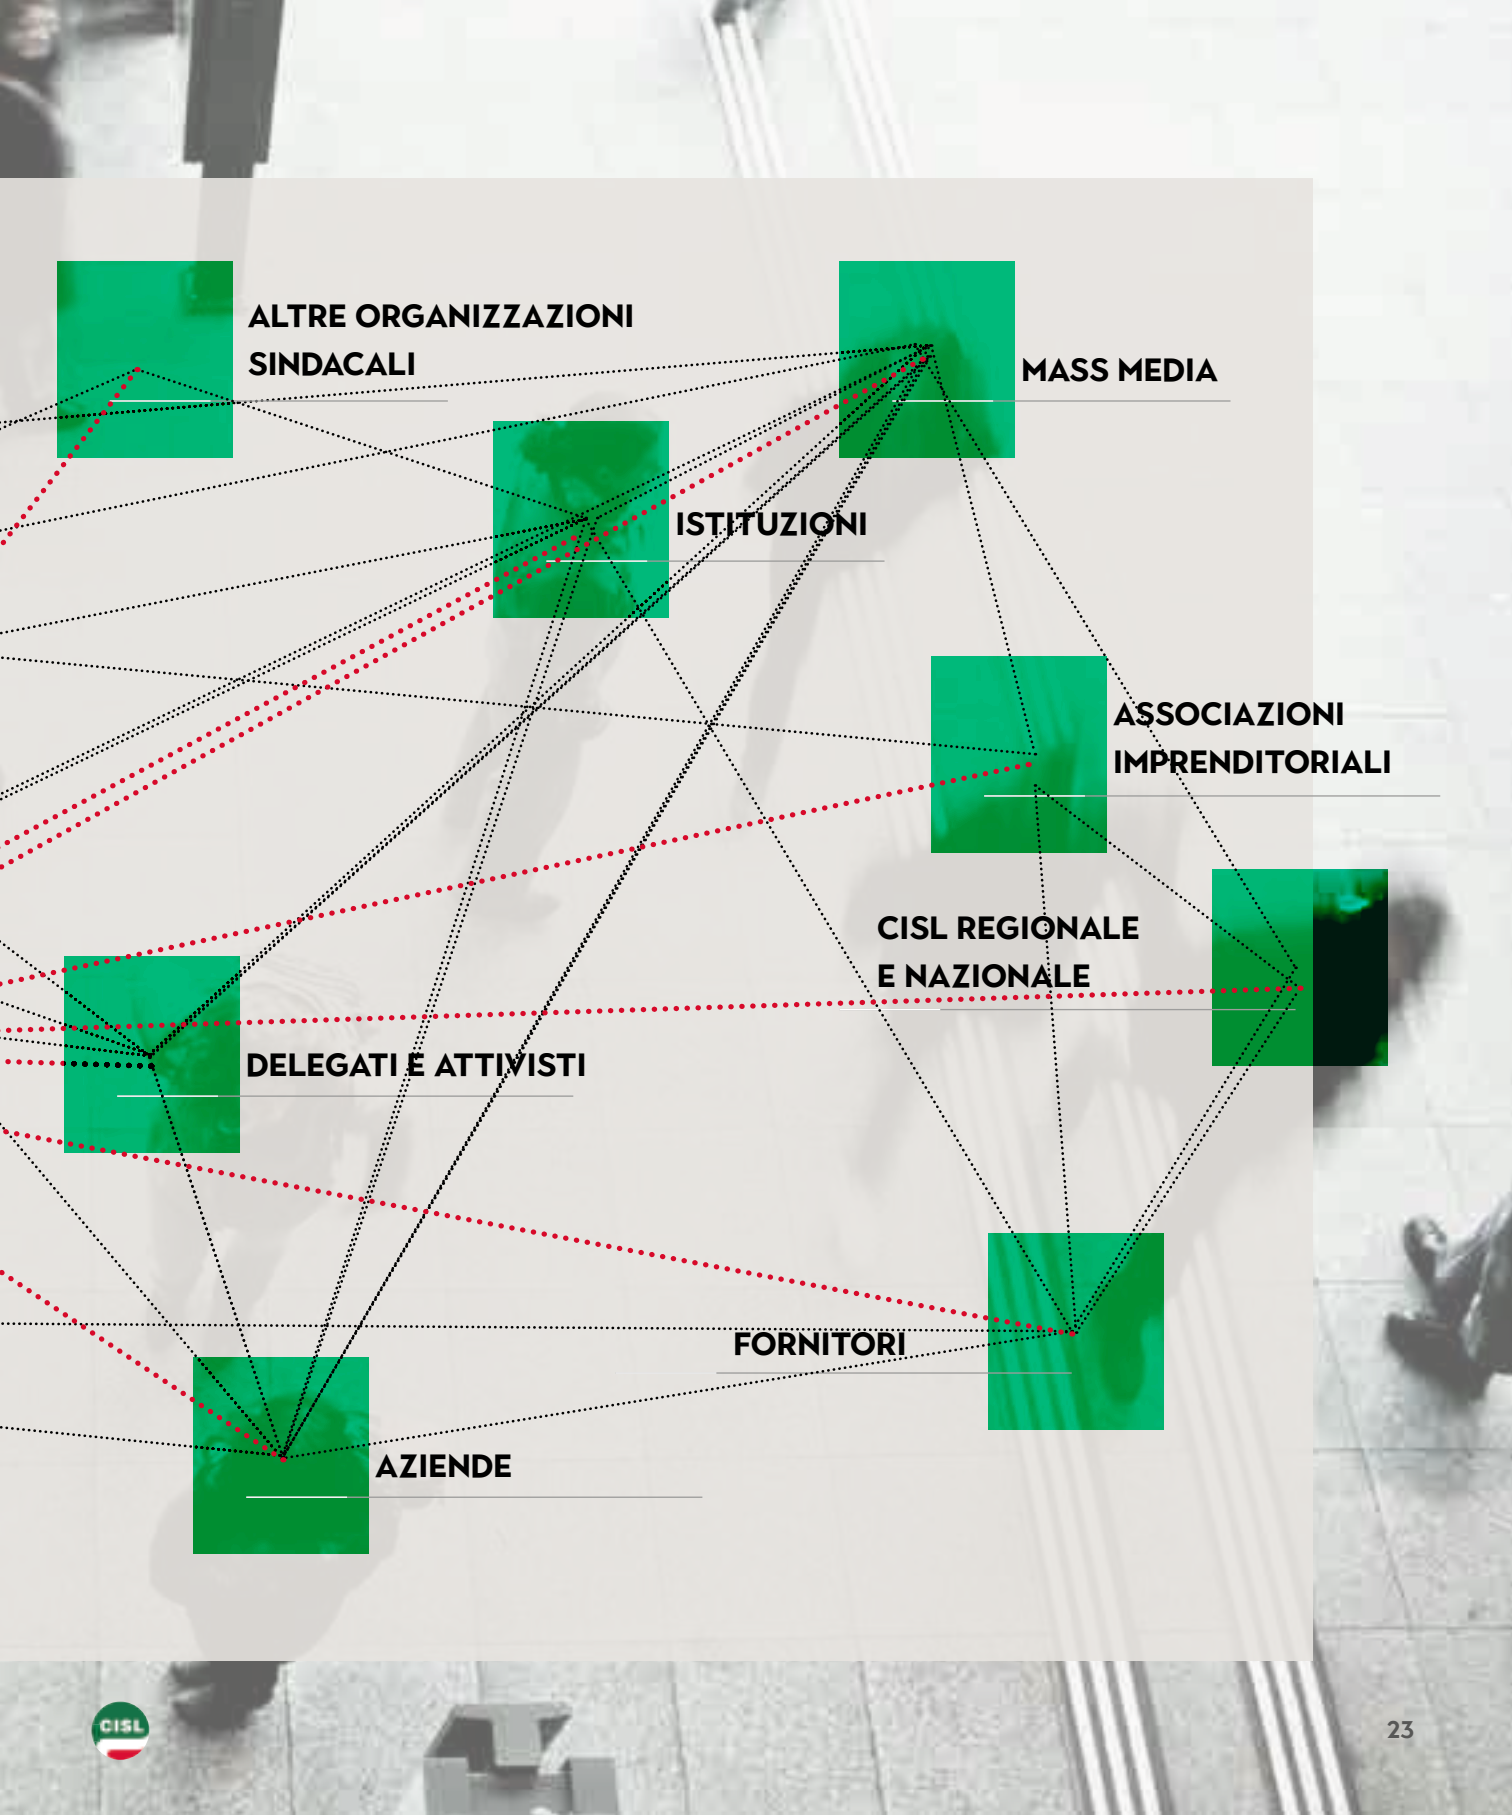 ALTRE ORGANIZZAZIONI
SINDACALI
MASS MEDIA
ISTITUZIONI
ASSOCIAZIONI
IMPRENDITORIALI
CISL REGIONALE
E NAZIONALE
DELEGATI E ATTIVISTI
FORNITORI
AZIENDE
CISL
23